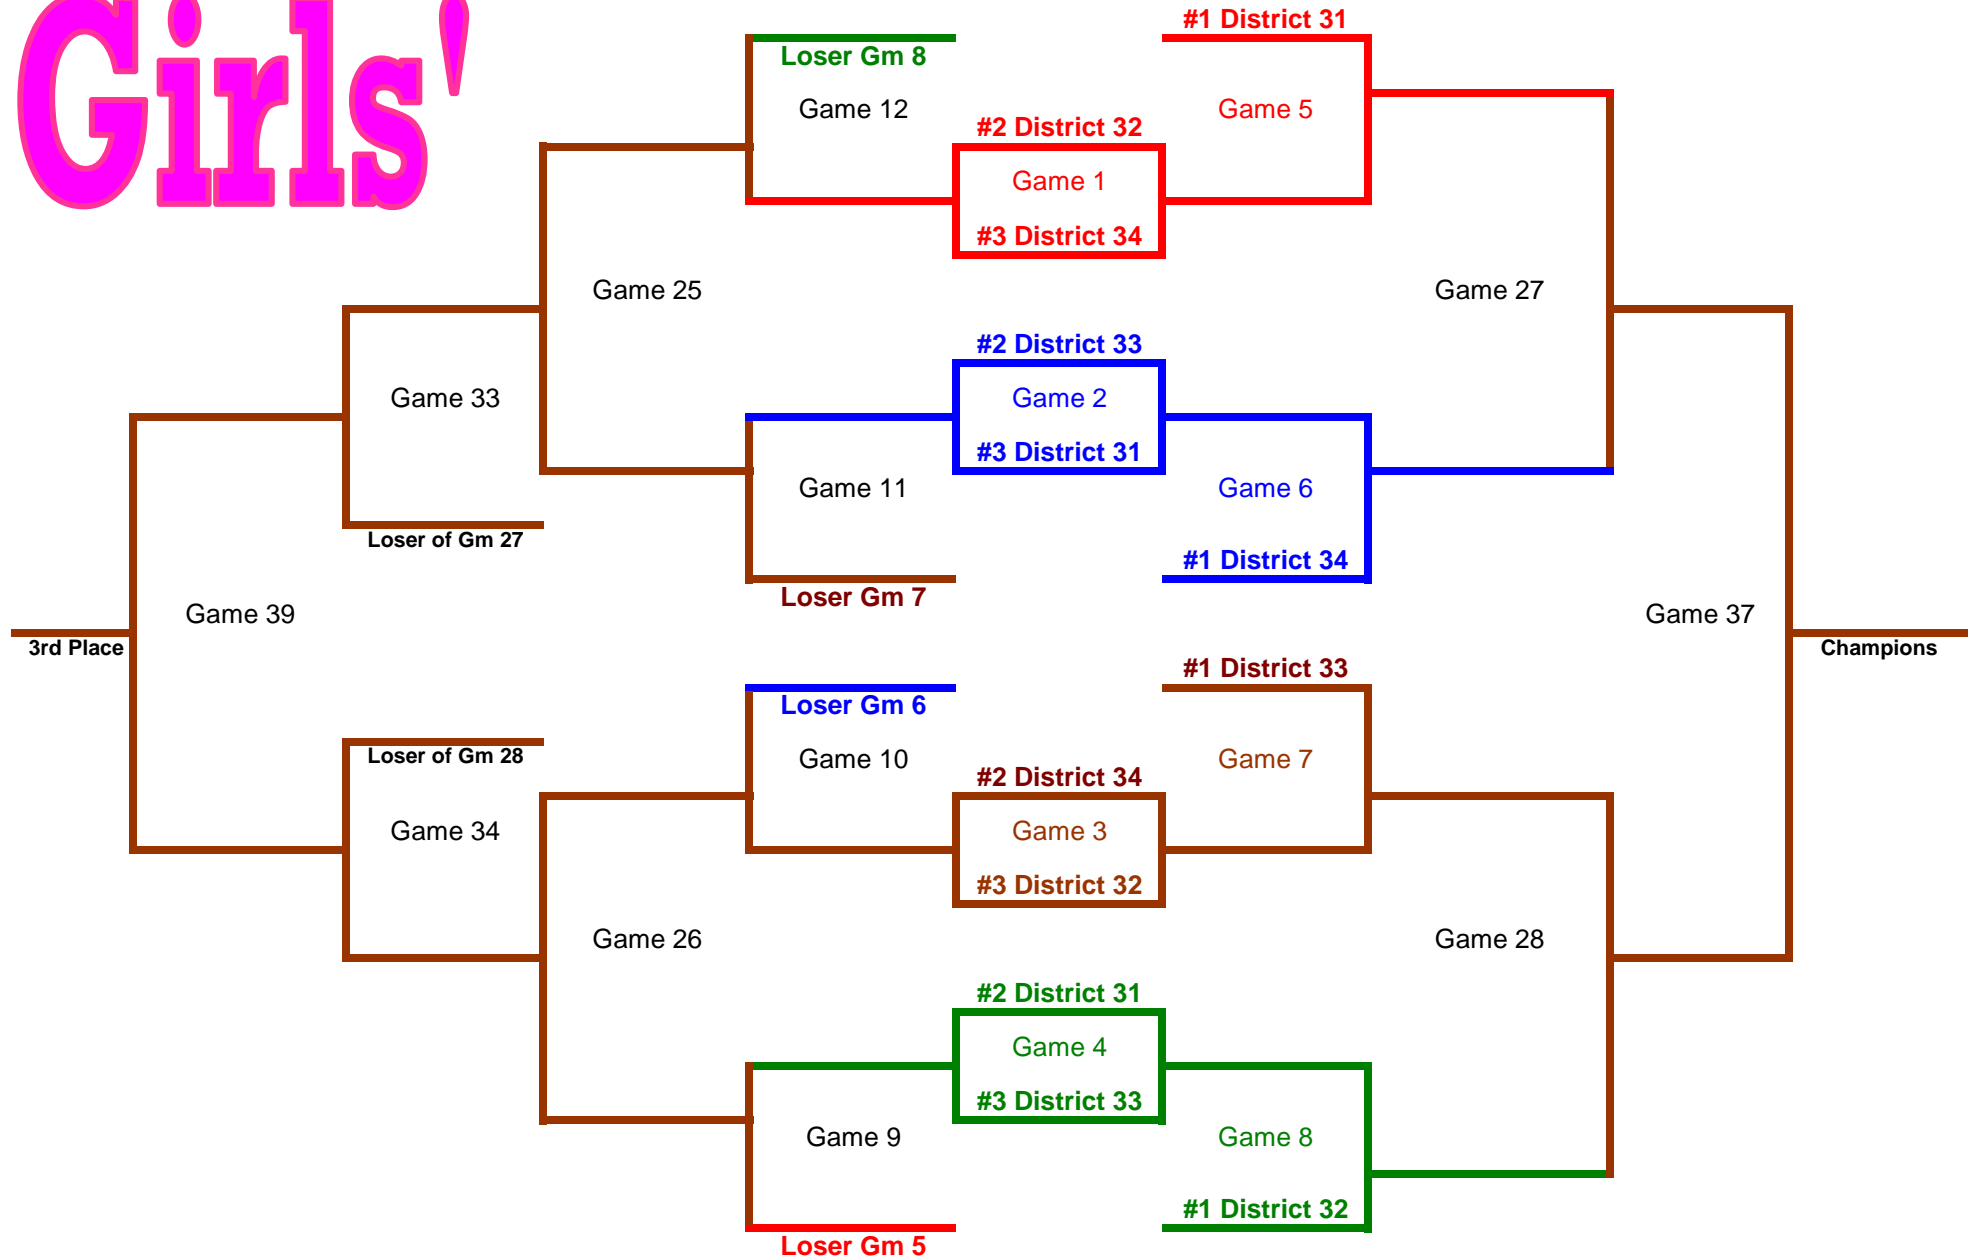 Girls'
#1 District 31
Loser Gm 8
Game 12
Game 5
#2 District 32
Game 1
#3 District 34
Game 25
Game 27
#2 District 33
Game 33
Game 2
#3 District 31
Game 11
Game 6
Loser of Gm 27
#1 District 34
Loser Gm 7
Game 39
Game 37
3rd Place
Champions
#1 District 33
Loser Gm 6
Loser of Gm 28
Game 10
Game 7
#2 District 34
Game 34
Game 3
#3 District 32
Game 26
Game 28
#2 District 31
Game 4
#3 District 33
Game 9
Game 8
#1 District 32
Loser Gm 5